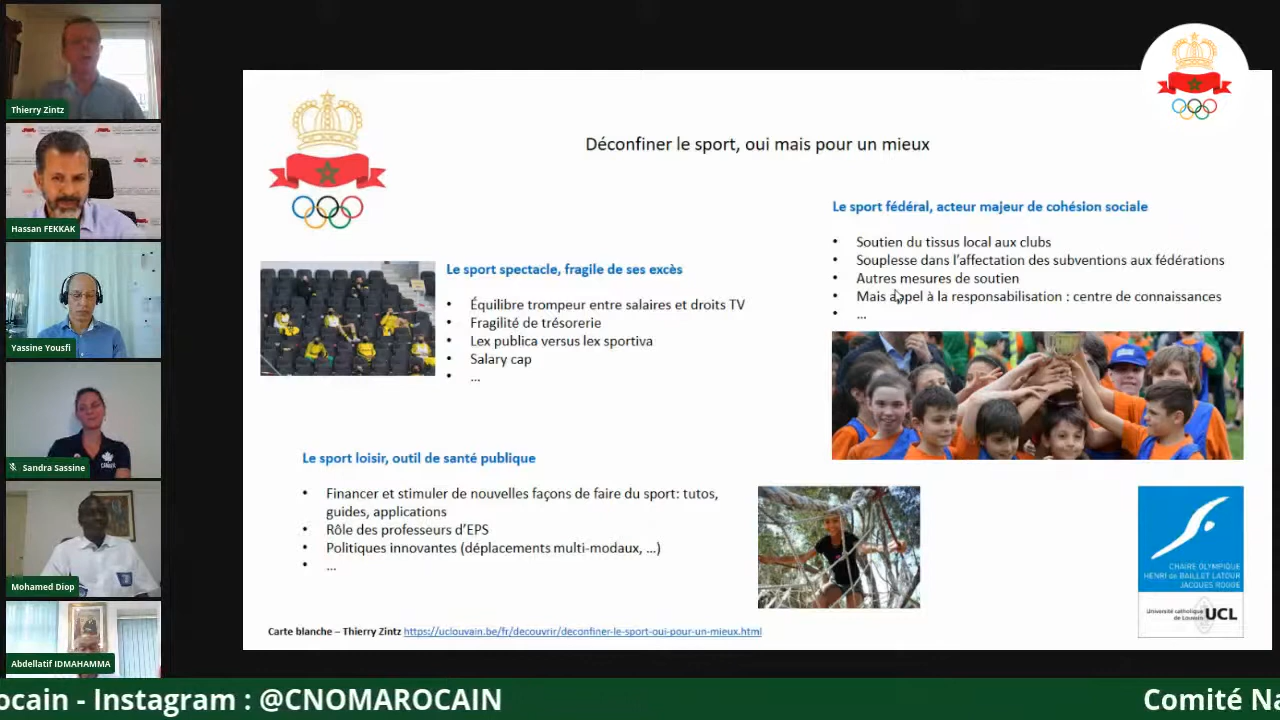 Thierry Zintz
Hassan FEKKAK
Yassine Yousfi
Sandra Sassine
CANADA
Mohamed Diop
Abdellatif IDMAHAMMA
Déconfiner le sport, oui mais pour un mieux
Le sport spectacle, fragile de ses excès
• Équilibre trompeur entre salaires et droits TV
• Fragilité de trésorerie
• Lex publica versus lex sportiva
• Salary cap
• ...
Le sport fédéral, acteur majeur de cohésion sociale
• Soutien du tissus local aux clubs
• Souplesse dans l’affectation des subventions aux fédérations
• Autres mesures de soutien
• Mais appel à la responsabilisation : centre de connaissances
• ...
Le sport loisir, outil de santé publique
• Financer et stimuler de nouvelles façons de faire du sport: tutos,
guides, applications
• Rôle des professeurs d’EPS
• Politiques innovantes (déplacements multi-modaux, ...)
• ...
CHAIRE OLYMPIQUE
HENRI de BAILLET LATOUR
JACQUES ROGGE
Université catholique
de Louvain
UCL
Carte blanche – Thierry Zintz https://uclouvain.be/fr/decouvrir/deconfiner-le-sport-oui-pour-un-mieux.html
ocain - Instagram : @CNOMAROCAIN
Comité Na